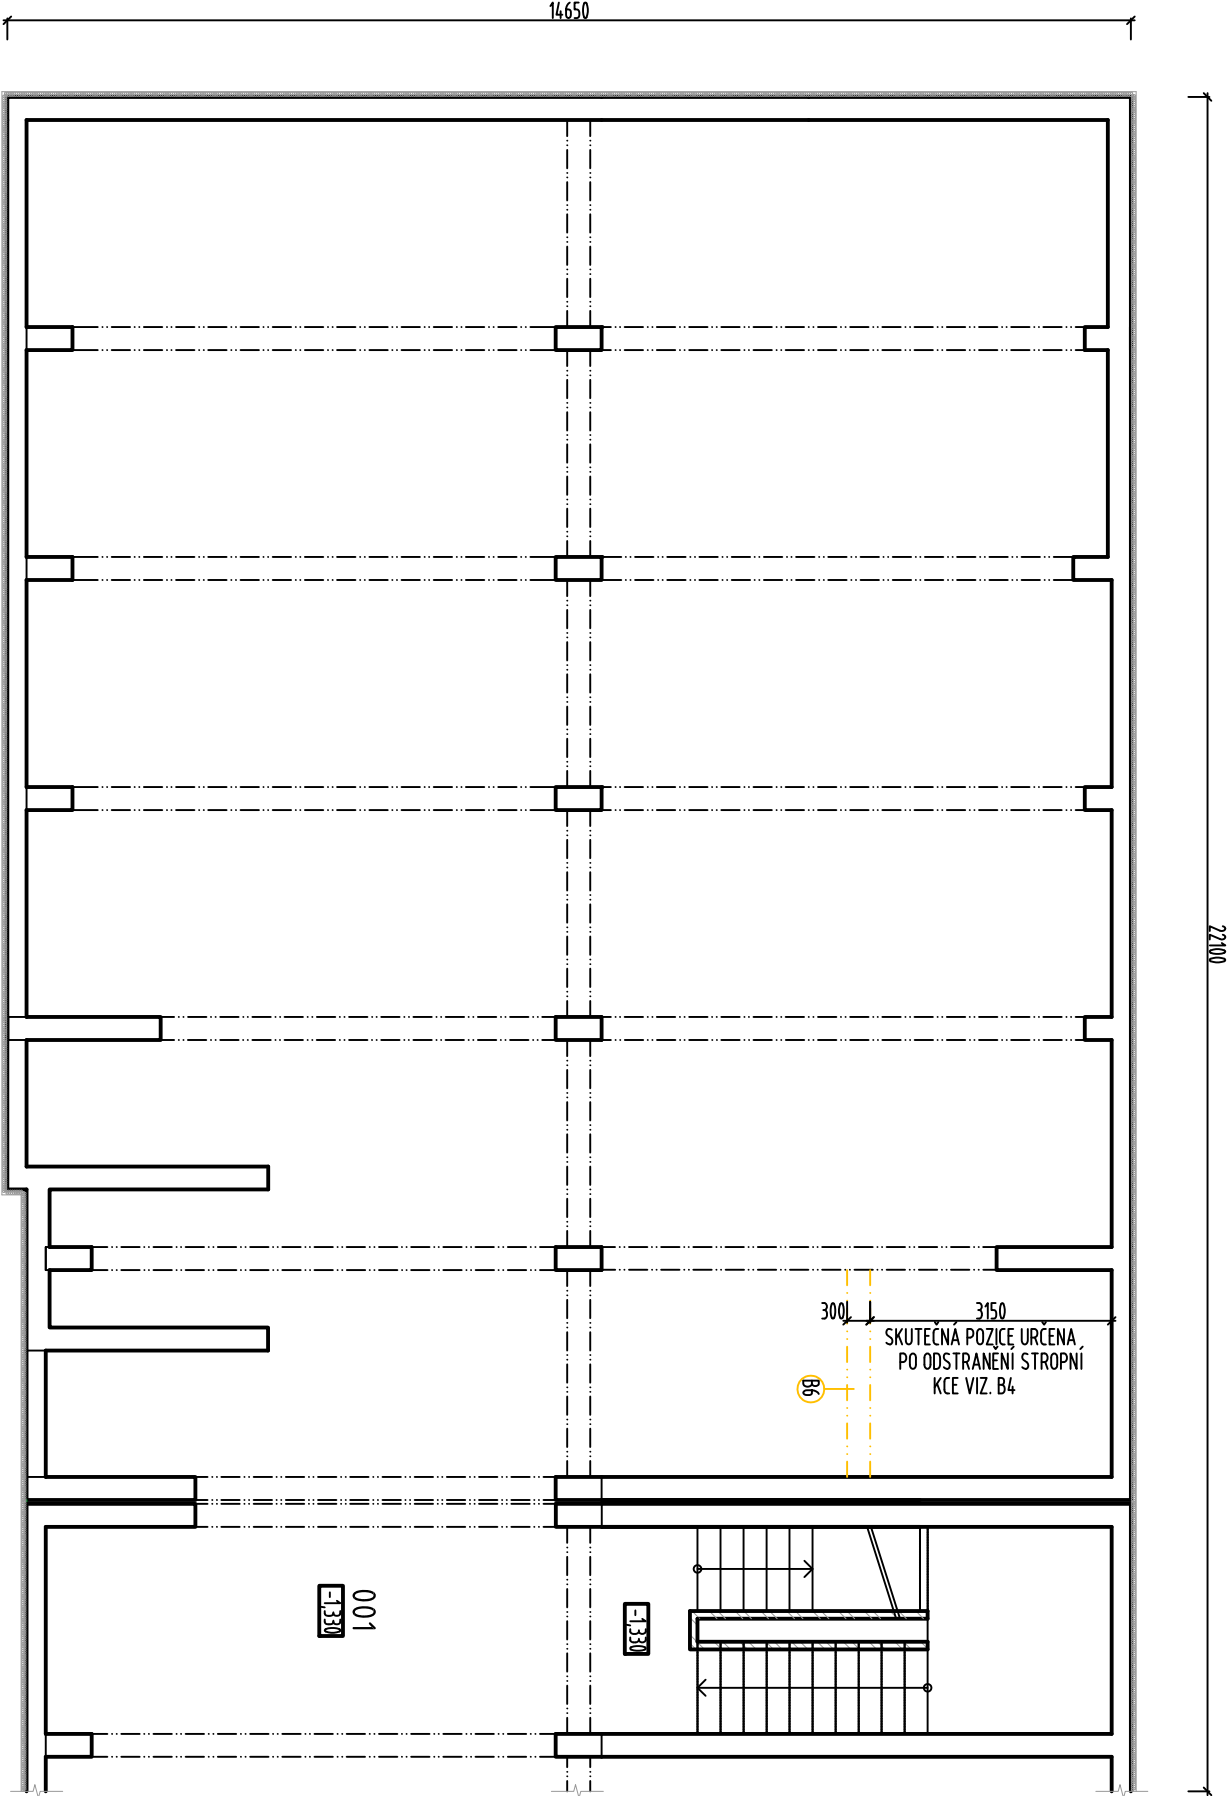 14650
22100
300
3150
SKUTEČNÁ POZICE URČENA
PO ODSTRANĚNÍ STROPNÍ
KCE VIZ. B4
B6
001
-1,330
-1,330